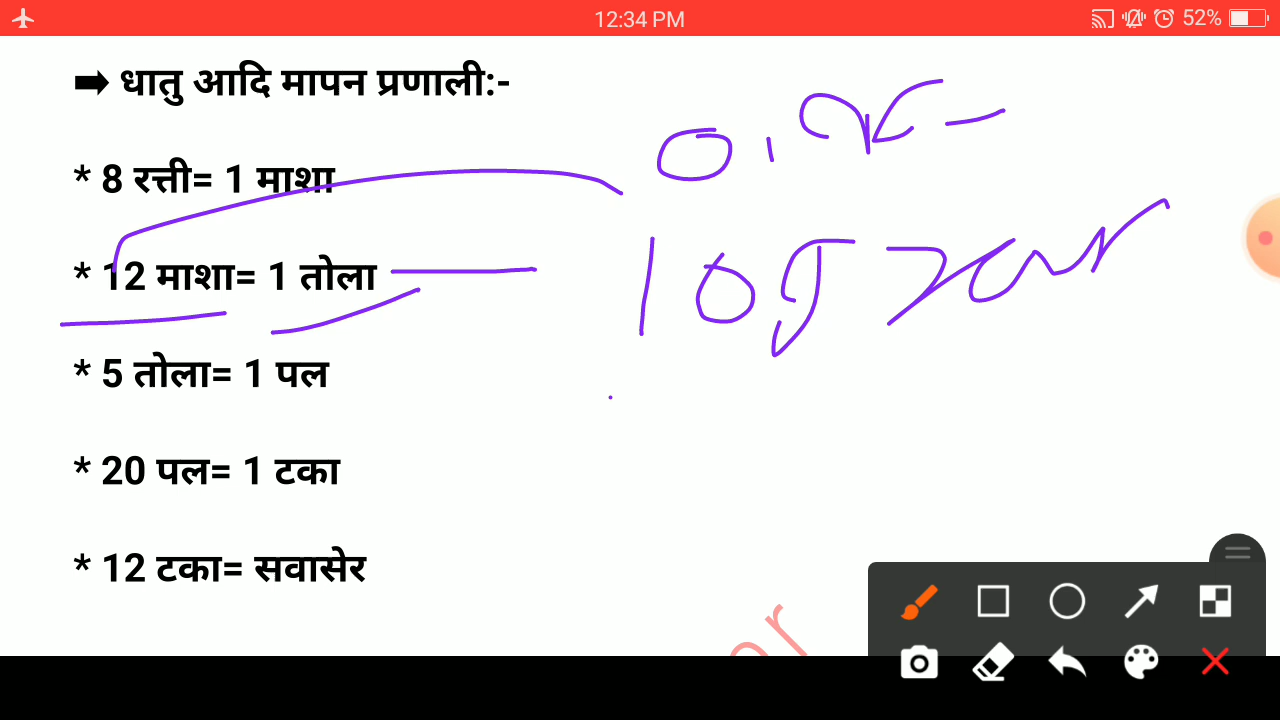 12:34 PM 52%
➡ धातु आदि मापन प्रणाली:-
* 8 रत्ती= 1 माशा
* 12 माशा= 1 तोला
10g
* 5 तोला= 1 पल
* 20 पल= 1 टका
* 12 टका= सवासेर